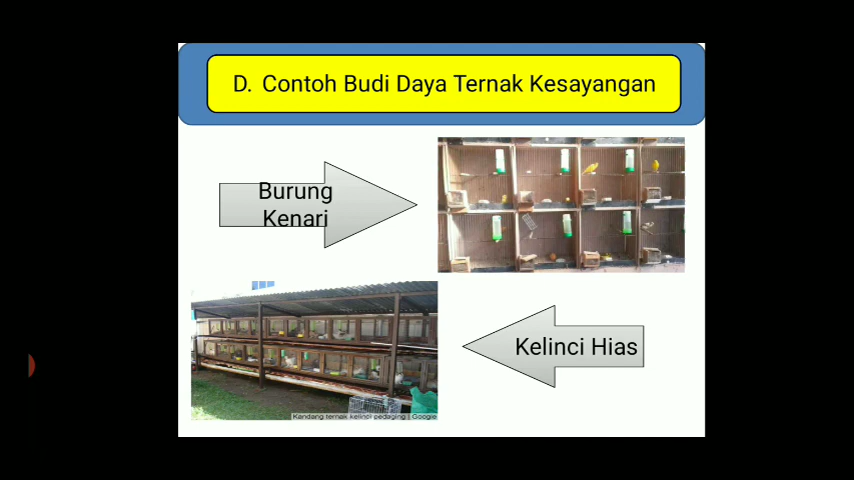 D. Contoh Budi Daya Ternak Kesayangan
Burung
Kenari
Kelinci Hias
Kandang ternak kelinci pedaging | Google